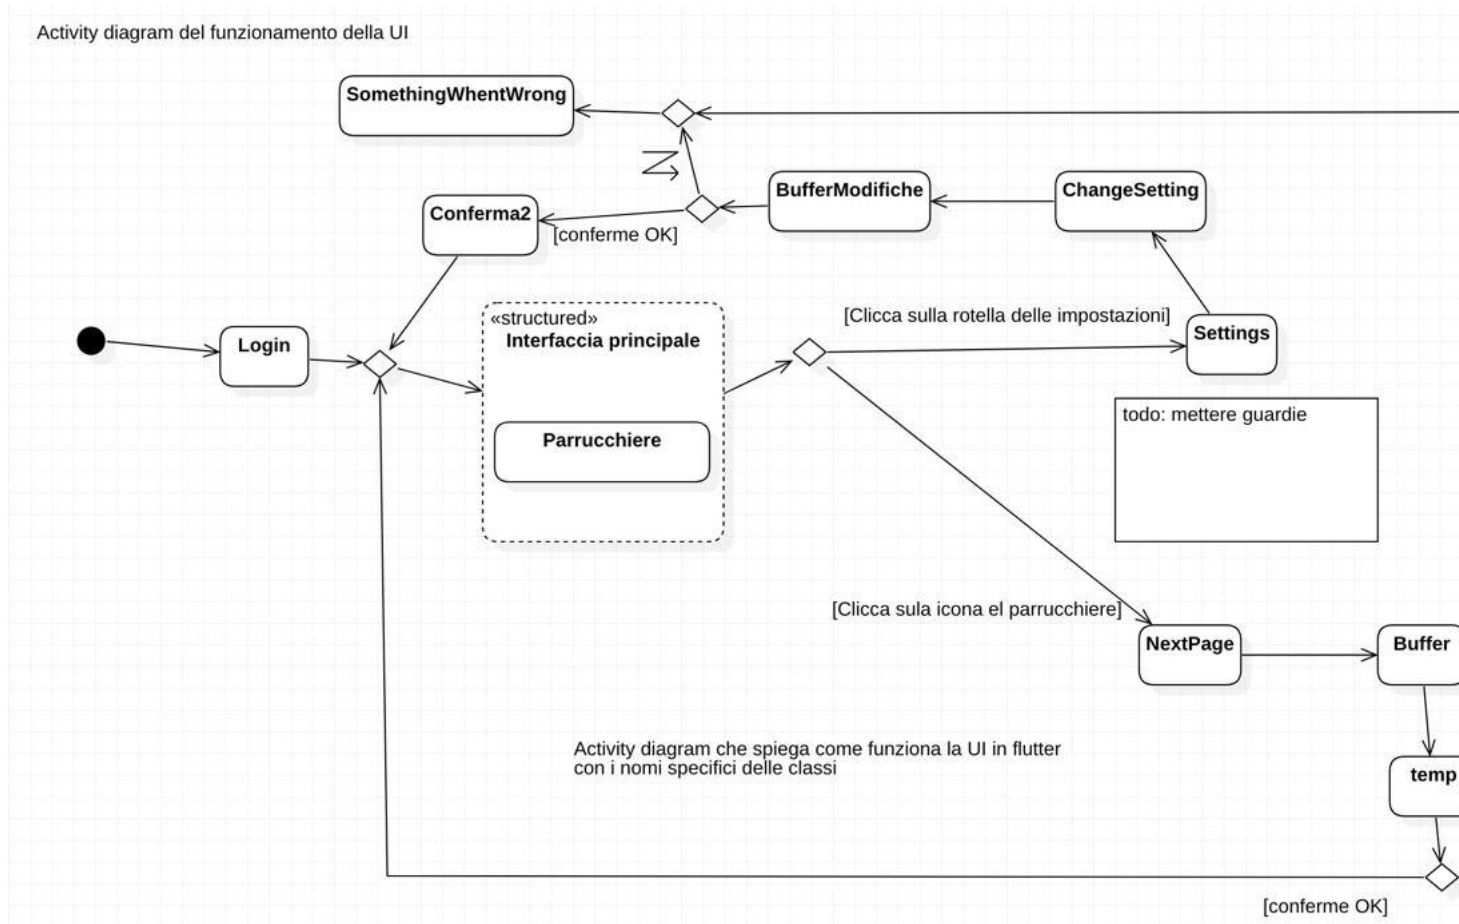 Activity diagram del funzionamento della UI
SomethingWhentWrong
BufferModifiche
ChangeSetting
Conferma2
[conferme OK]
«structured»
Interfaccia principale
[Clicca sulla rotella delle impostazioni]
Settings
Login
todo: mettere guardie
Parrucchiere
[Clicca sula icona el parrucchiere]
NextPage
Buffer
Activity diagram che spiega come funziona la UI in flutter
con i nomi specifici delle classi
temp
[conferme OK]